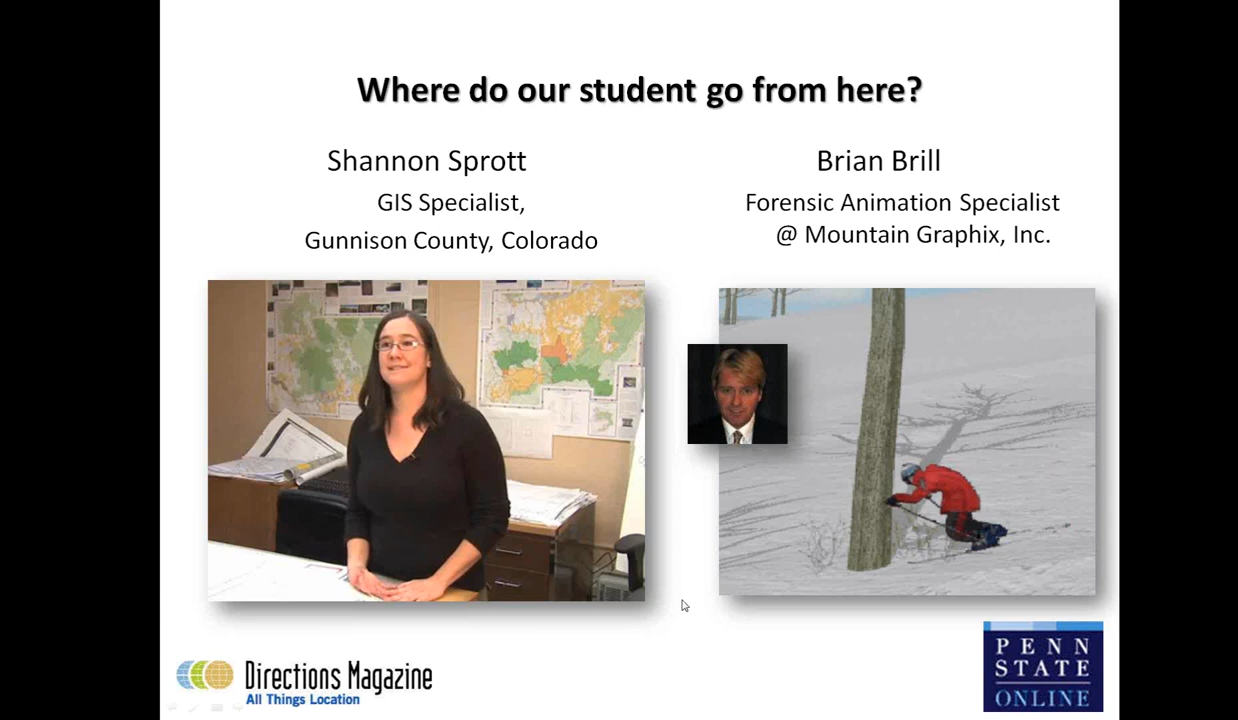 Where do our student go from here?
Shannon Sprott
GIS Specialist,
Gunnison County, Colorado
Brian Brill
Forensic Animation Specialist
@ Mountain Graphix, Inc.
Directions Magazine
All Things Location
PENN
STATE
ONLINE